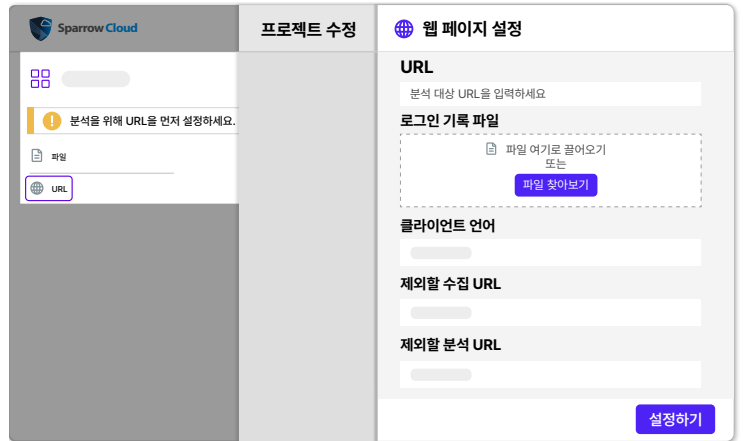 Sparrow Cloud
분석을 위해 URL을 먼저 설정하세요.
파일
URL
프로젝트 수정
웹 페이지 설정
URL
분석 대상 URL을 입력하세요
로그인 기록 파일
파일 여기로 끌어오기
또는
파일 찾아보기
클라이언트 언어
제외할 수집 URL
제외할 분석 URL
설정하기